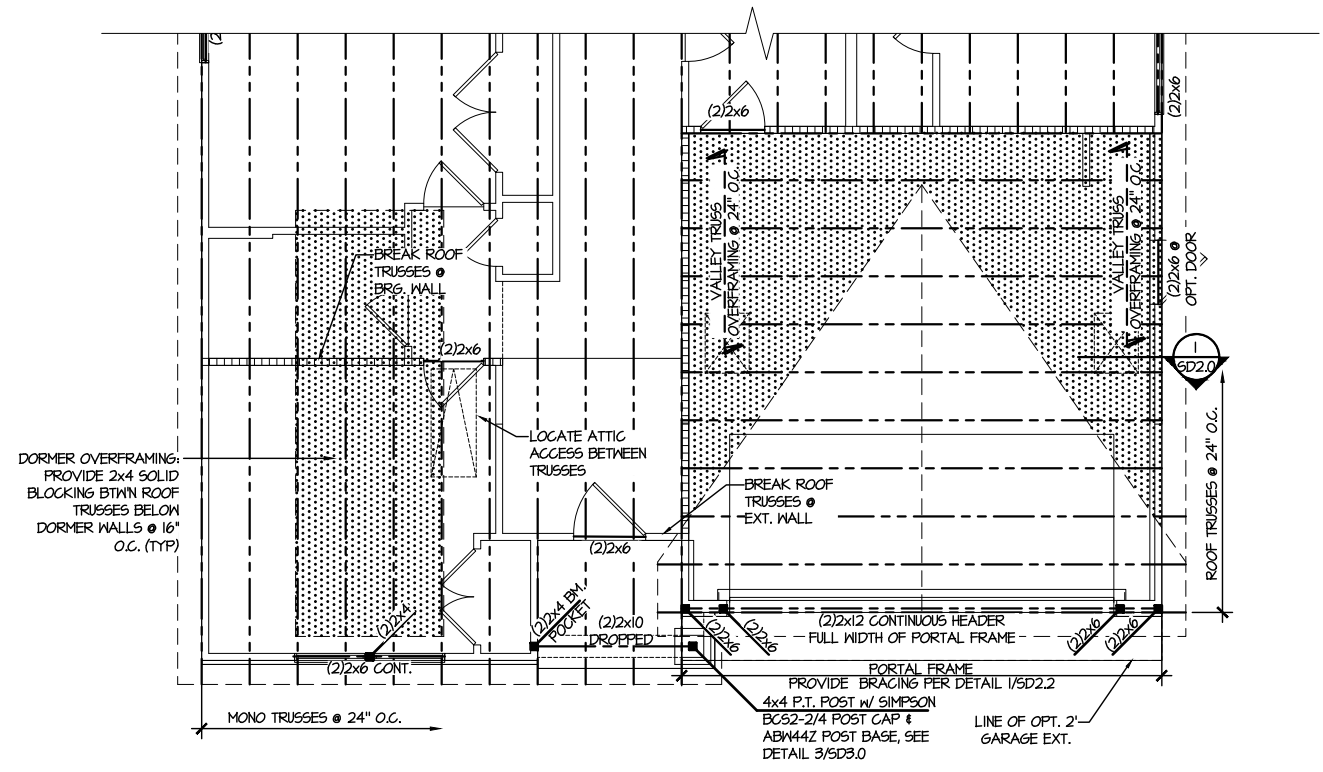 (2)
(2)2x6
(2)2x6
VALLEY TRUSS
OVERFRAMING @ 24" O.C.
VALLEY TRUSS
OVERFRAMING @ 24" O.C.
(2)2x6 @
OPT. DOOR
BREAK ROOF
TRUSSES @
BRG. WALL
(2)2x6
1
SD2.0
LOCATE ATTIC
ACCESS BETWEEN
TRUSSES
DORMER OVERFRAMING:
PROVIDE 2x4 SOLID
BLOCKING BTW'N ROOF
TRUSSES BELOW
DORMER WALLS @ 16"
O.C. (TYP)
BREAK ROOF
TRUSSES @
EXT. WALL
ROOF TRUSSES @ 24" O.C.
(2)2x6
(2)2x4
(2)2x4 BM.
POCKET
(2)2x10
DROPPED
(2)2x6
(2)2x6
(2)2x12 CONTINUOUS HEADER
FULL WIDTH OF PORTAL FRAME
(2)2x6
(2)2x6
(2)2x6 CONT.
PORTAL FRAME
PROVIDE BRACING PER DETAIL 1/SD2.2
MONO TRUSSES @ 24" O.C.
4x4 P.T. POST w/ SIMPSON
BCS2-2/4 POST CAP &
ABW44Z POST BASE, SEE
DETAIL 3/SD3.0
LINE OF OPT. 2'
GARAGE EXT.